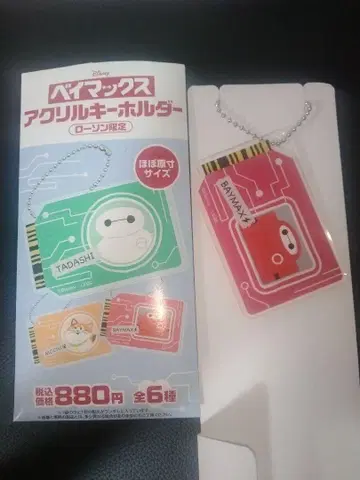 Disney
ベイマックス
アクリルキーホルダー
ローソン限定
ほぼ原寸
サイズ
TADASHI
BAYMAX
税込
価格 880円 全6種
BAYMAX